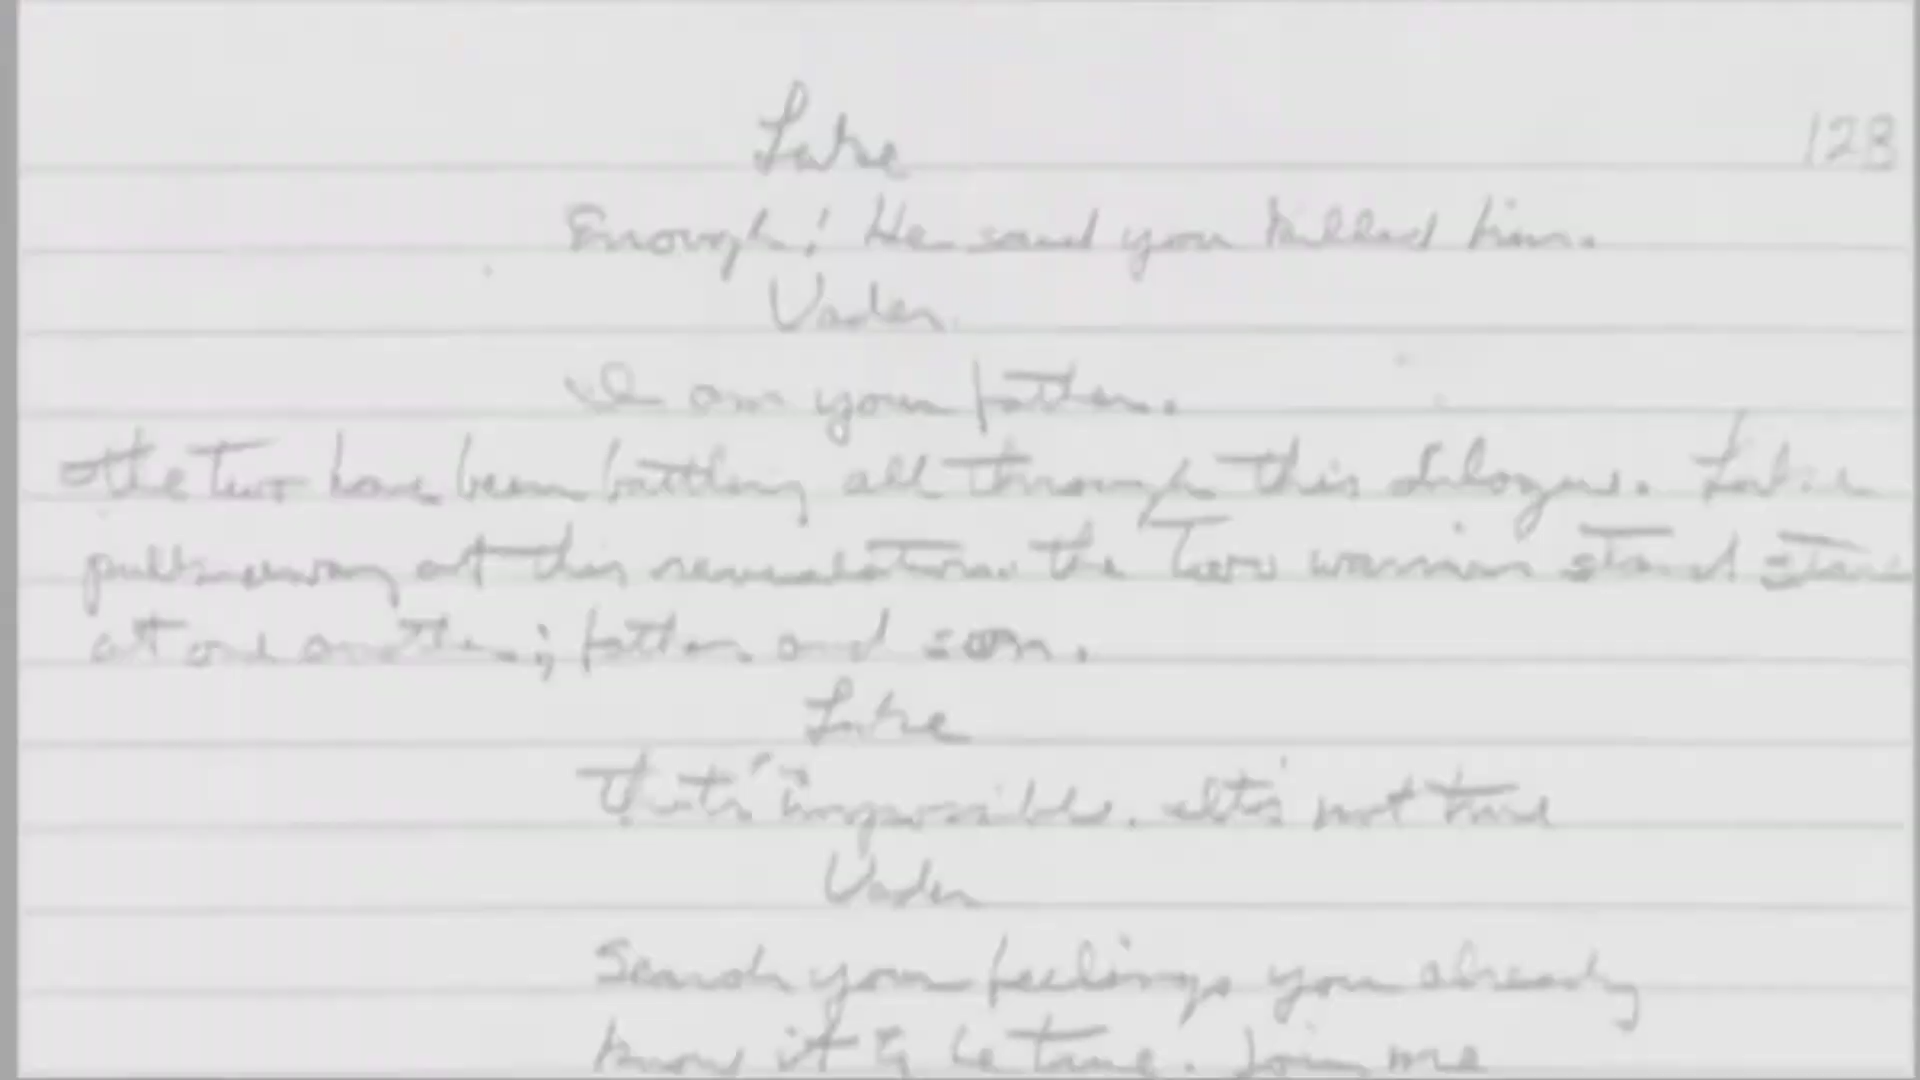 128
Luke
Enough! He said you killed him.
Vader
I am your father.
The two have been battling all through this dialogue. Luke
pulls away at this revelation. The two warriors stand stare
at one another; father and son.
Luke
That's impossible. It's not true
Vader
Search your feelings you already
know it to be true. Join me